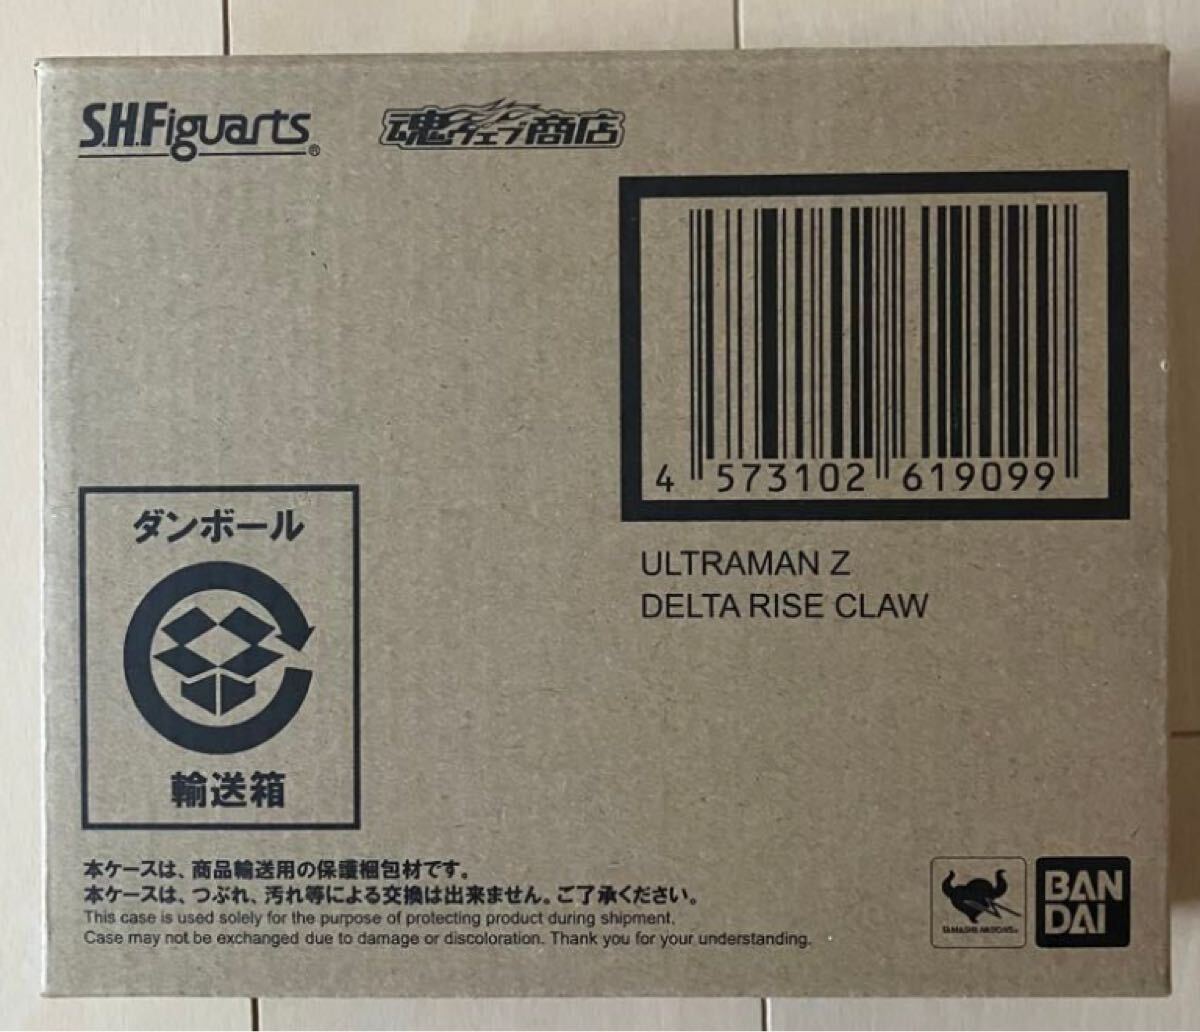 S.H.Figuarts®
魂ウェブ商店
4 573102 619099
ULTRAMAN Z
DELTA RISE CLAW
ダンボール
輸送箱
本ケースは、商品輸送用の保護梱包材です。
本ケースは、つぶれ、汚れ等による交換は出来ません。ご了承ください。
This case is used solely for the purpose of protecting product during shipment.
Case may not be exchanged due to damage or discoloration. Thank you for your understanding.
TAMASHII NATIONS
BAN
DAI